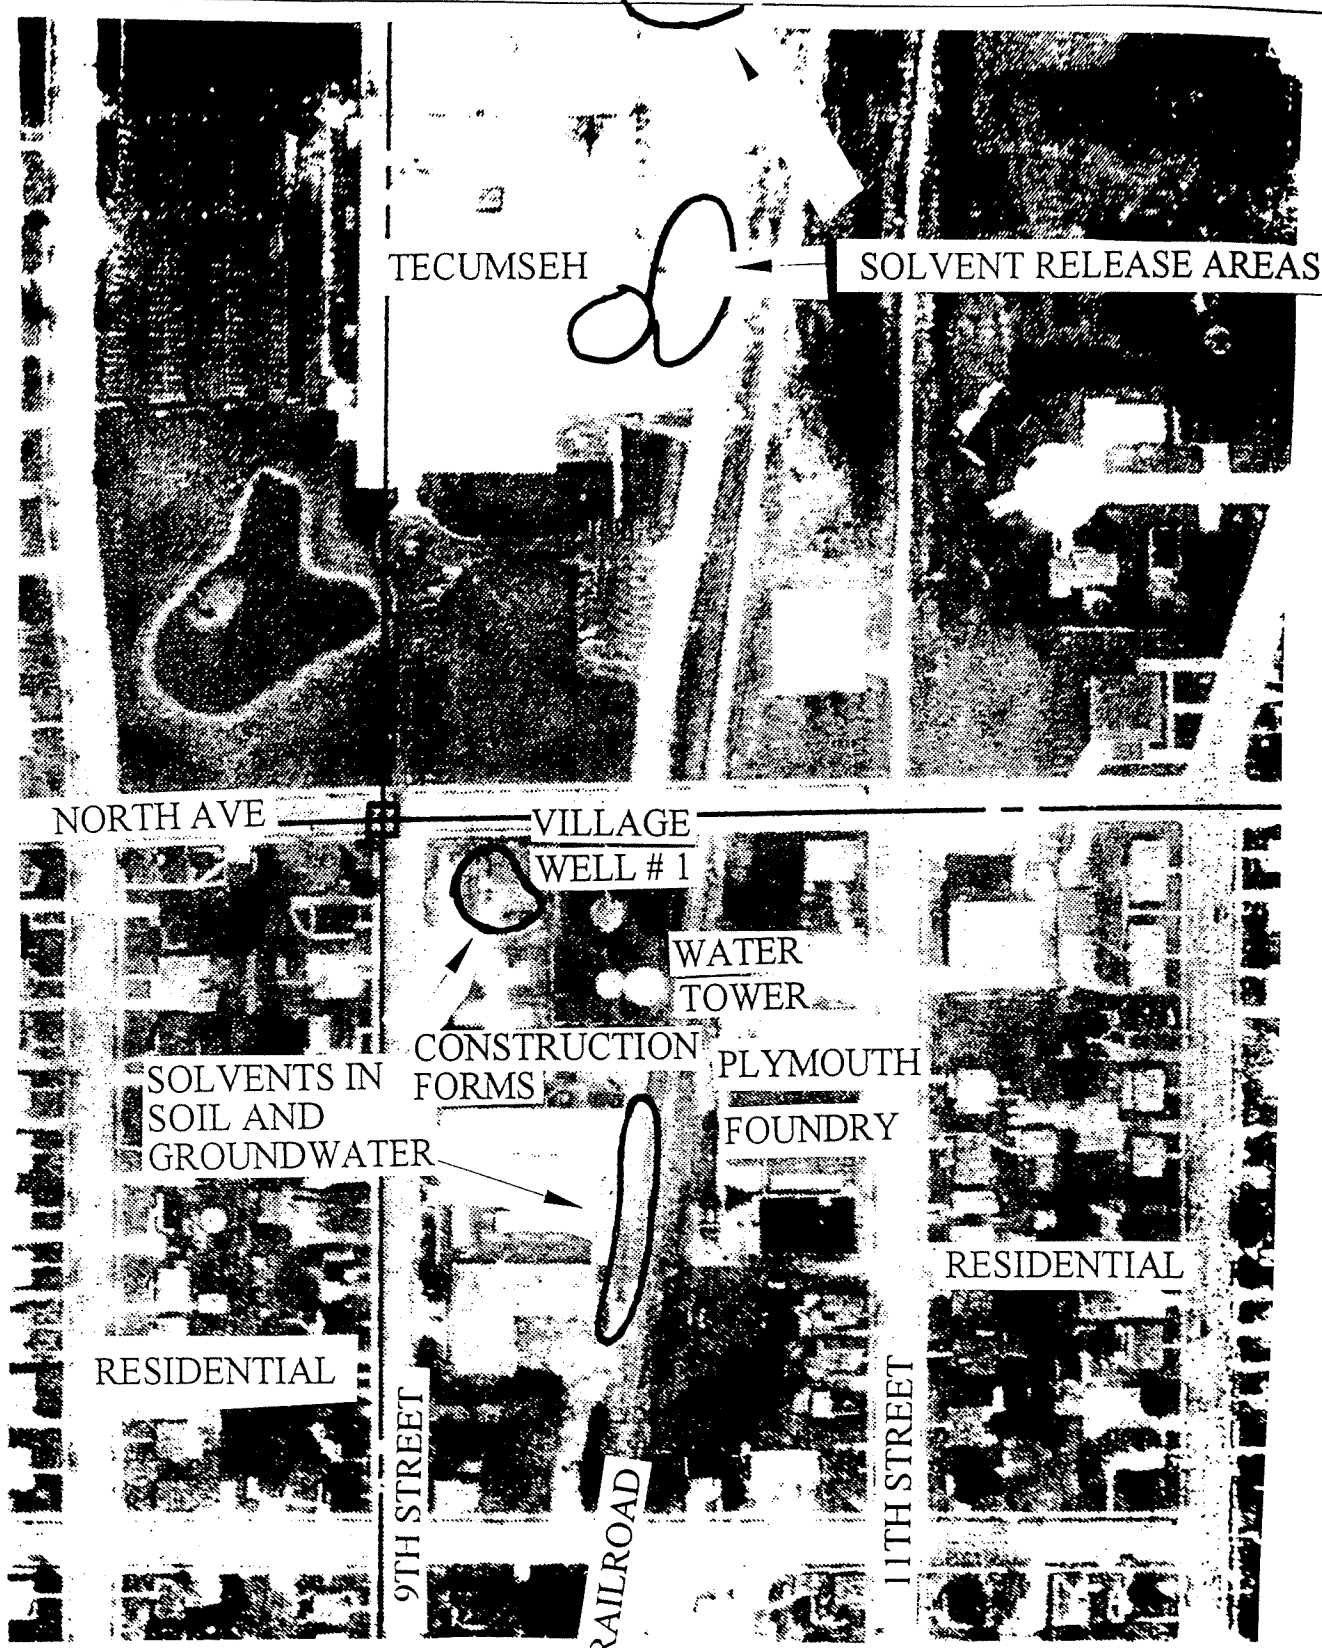 TECUMSEH
SOLVENT RELEASE AREAS
NORTH AVE
VILLAGE
WELL # 1
WATER
TOWER
CONSTRUCTION
FORMS
PLYMOUTH
FOUNDRY
SOLVENTS IN
SOIL AND
GROUNDWATER
RESIDENTIAL
RESIDENTIAL
9TH STREET
RAILROAD
11TH STREET